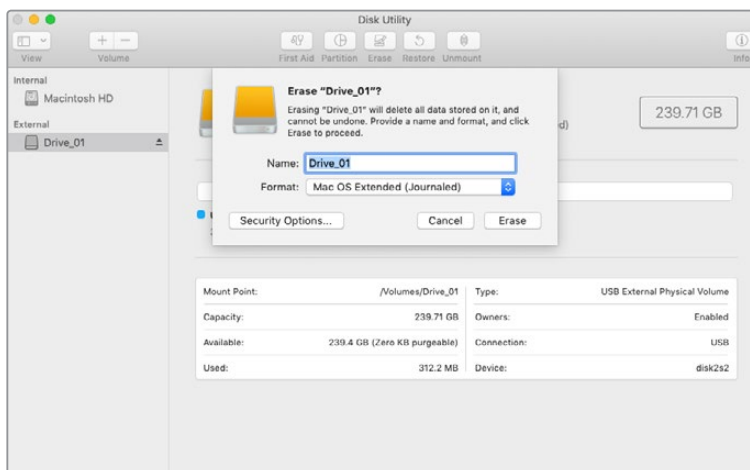 Disk Utility
View
Volume
First Aid
Partition
Erase
Restore
Unmount
Info
Internal
Macintosh HD
External
Drive_01
Erase “Drive_01”?
Erasing “Drive_01” will delete all data stored on it, and
cannot be undone. Provide a name and format, and click
Erase to proceed.
Name: Drive_01
Format: Mac OS Extended (Journaled)
Security Options...
Cancel
Erase
239.71 GB
Mount Point: /Volumes/Drive_01
Type: USB External Physical Volume
Capacity: 239.71 GB
Owners: Enabled
Available: 239.4 GB (Zero KB purgeable)
Connection: USB
Used: 312.2 MB
Device: disk2s2